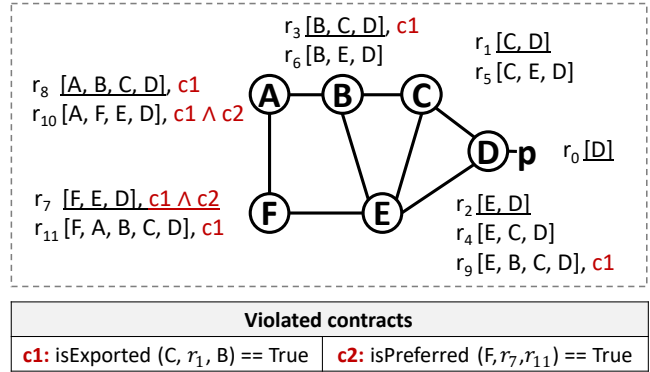 r3 [B, C, D], c1
r6 [B, E, D]
r1 [C, D]
r5 [C, E, D]
r8 [A, B, C, D], c1
r10 [A, F, E, D], c1 ∧ c2
A
B
C
D
p
r0 [D]
r7 [F, E, D], c1 ∧ c2
r11 [F, A, B, C, D], c1
F
E
r2 [E, D]
r4 [E, C, D]
r9 [E, B, C, D], c1
Violated contracts
c1: isExported (C, r1, B) == True
c2: isPreferred (F,r7,r11) == True